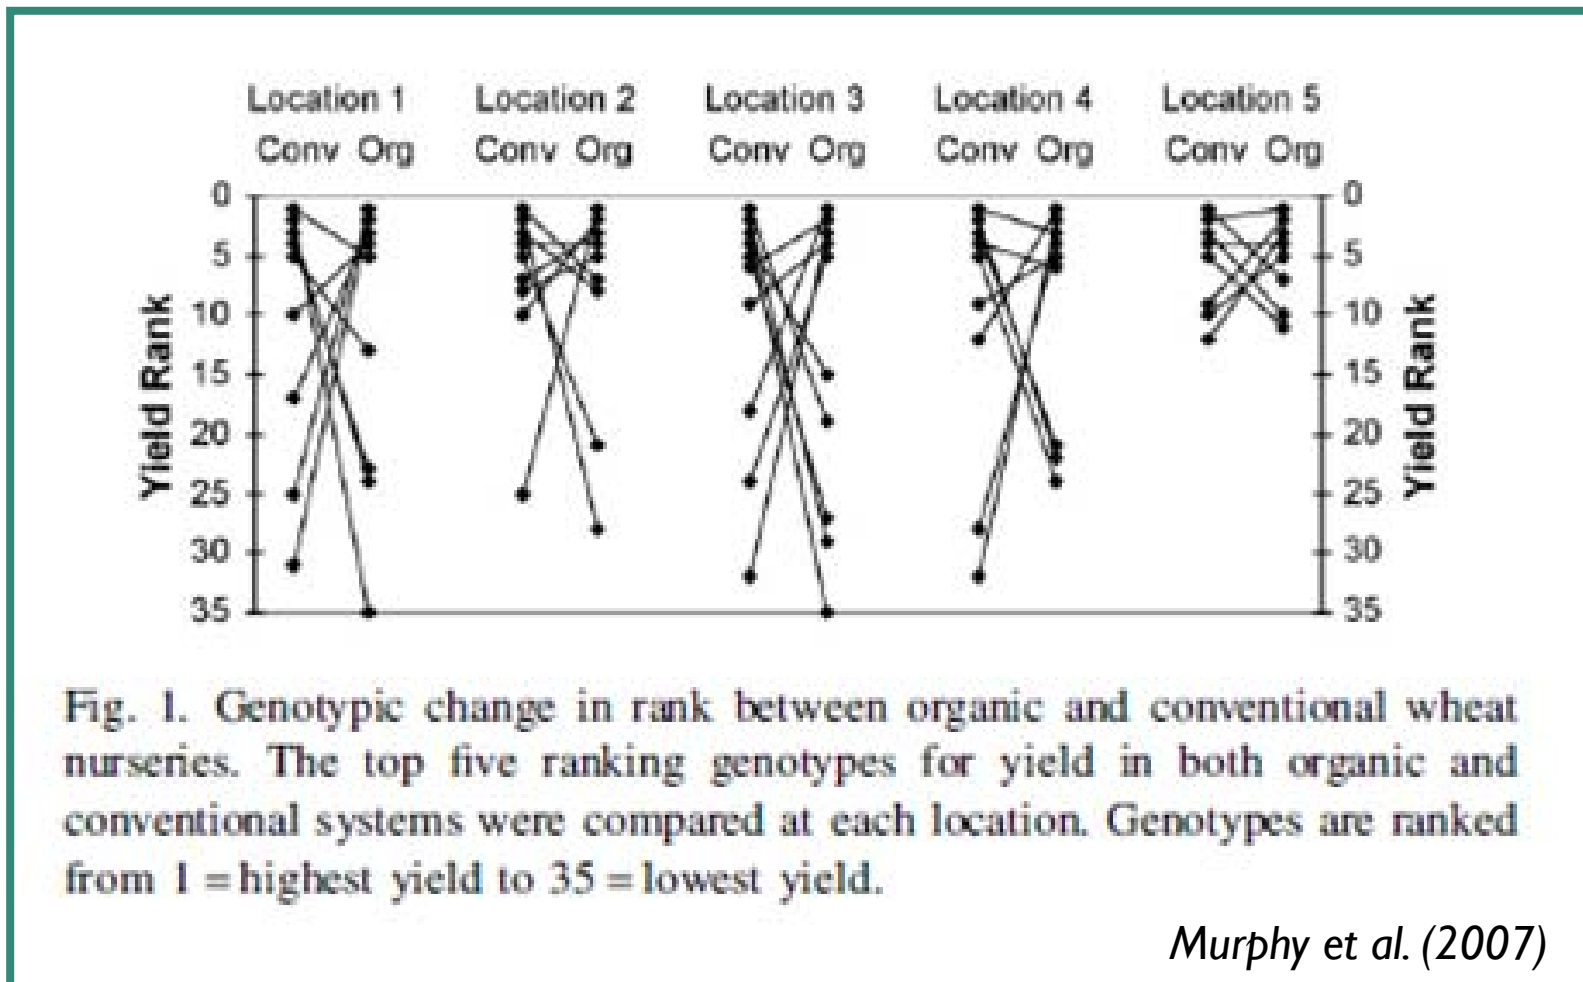 Location 1 Location 2 Location 3 Location 4 Location 5
Conv Org Conv Org Conv Org Conv Org Conv Org
Yield Rank
0
5
10
15
20
25
30
35
0
5
10
15
20
25
30
35
Yield Rank
Fig. 1. Genotypic change in rank between organic and conventional wheat
nurseries. The top five ranking genotypes for yield in both organic and
conventional systems were compared at each location. Genotypes are ranked
from 1 = highest yield to 35 = lowest yield.
Murphy et al. (2007)